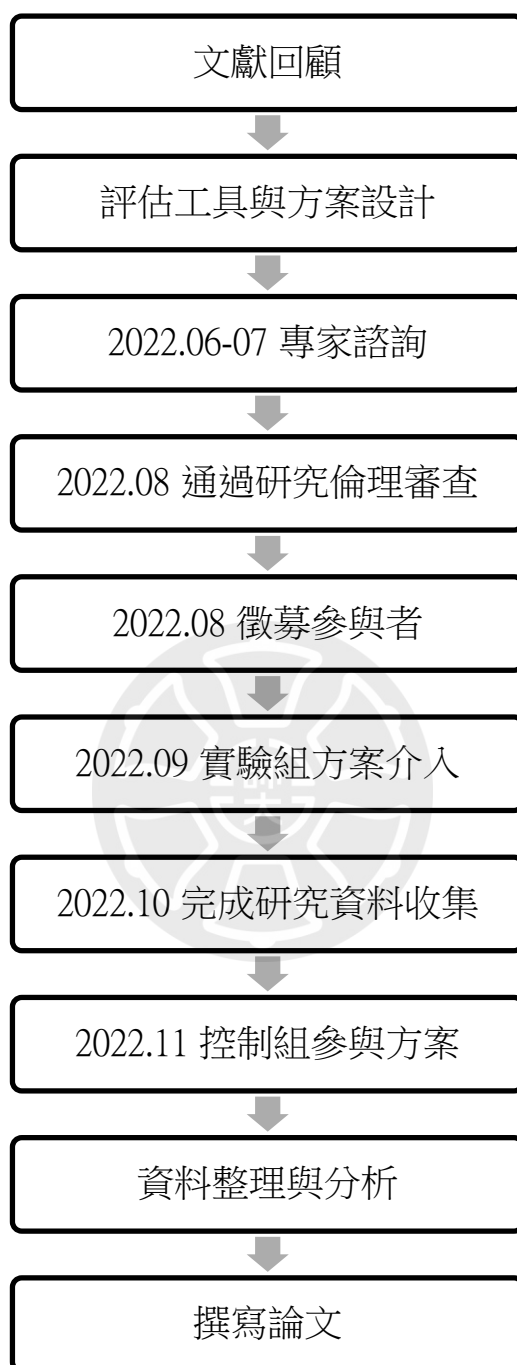 文獻回顧
評估工具與方案設計
2022.06-07 專家諮詢
2022.08 通過研究倫理審查
2022.08 徵募參與者
2022.09 實驗組方案介入
2022.10 完成研究資料收集
2022.11 控制組參與方案
資料整理與分析
撰寫論文